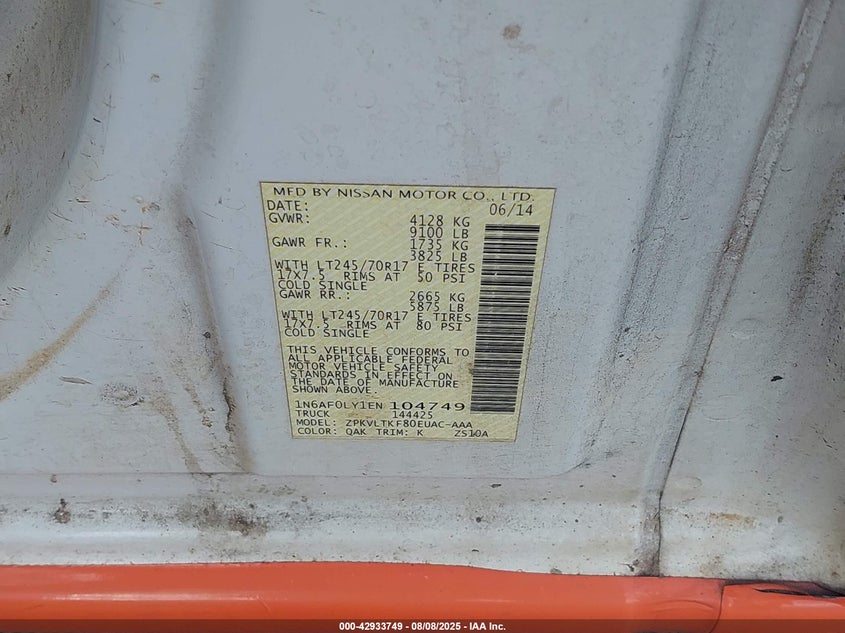 MFD BY NISSAN MOTOR CO., LTD.
DATE: 06/14
GVWR: 4128 KG
9100 LB
GAWR FR.: 1735 KG
3825 LB
WITH LT245/70R17 E TIRES
17X7.5 RIMS AT 50 PSI
COLD SINGLE
GAWR RR.: 2665 KG
5875 LB
WITH LT245/70R17 E TIRES
17X7.5 RIMS AT 80 PSI
COLD SINGLE
THIS VEHICLE CONFORMS TO
ALL APPLICABLE FEDERAL
MOTOR VEHICLE SAFETY
STANDARDS IN EFFECT ON
THE DATE OF MANUFACTURE
SHOWN ABOVE.
1N6AF0LY1EN 104749
TRUCK 144425
MODEL: ZPKVLTKF80EUAC-AAA
COLOR: QAK TRIM: K ZS10A
000-42933749 - 08/08/2025 - IAA Inc.